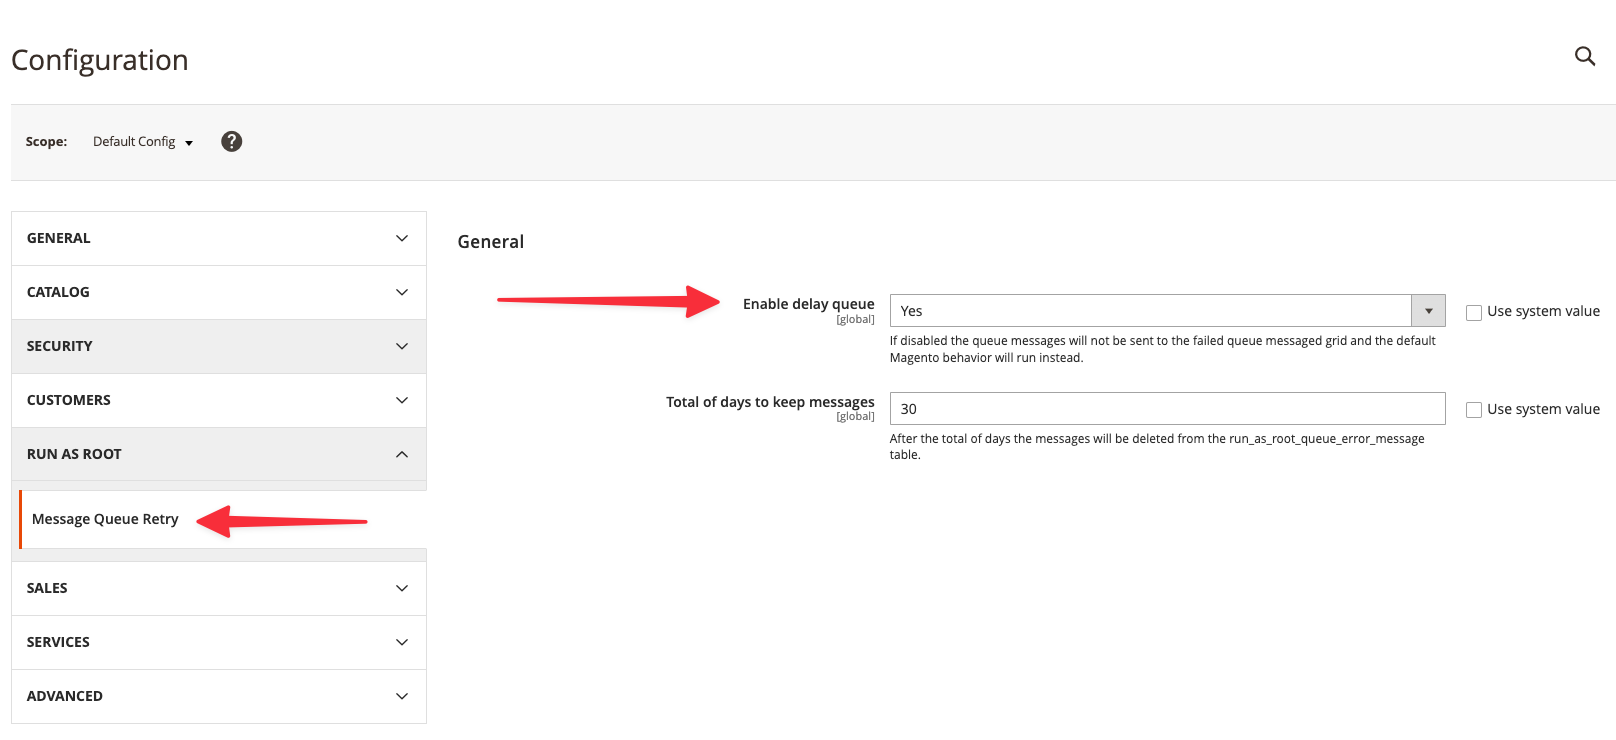 Configuration
Scope: Default Config ?
GENERAL
CATALOG
SECURITY
CUSTOMERS
RUN AS ROOT
Message Queue Retry
SALES
SERVICES
ADVANCED
General
Enable delay queue Yes Use system value
[global]
If disabled the queue messages will not be sent to the failed queue messaged grid and the default
Magento behavior will run instead.
Total of days to keep messages 30 Use system value
[global]
After the total of days the messages will be deleted from the run_as_root_queue_error_message
table.